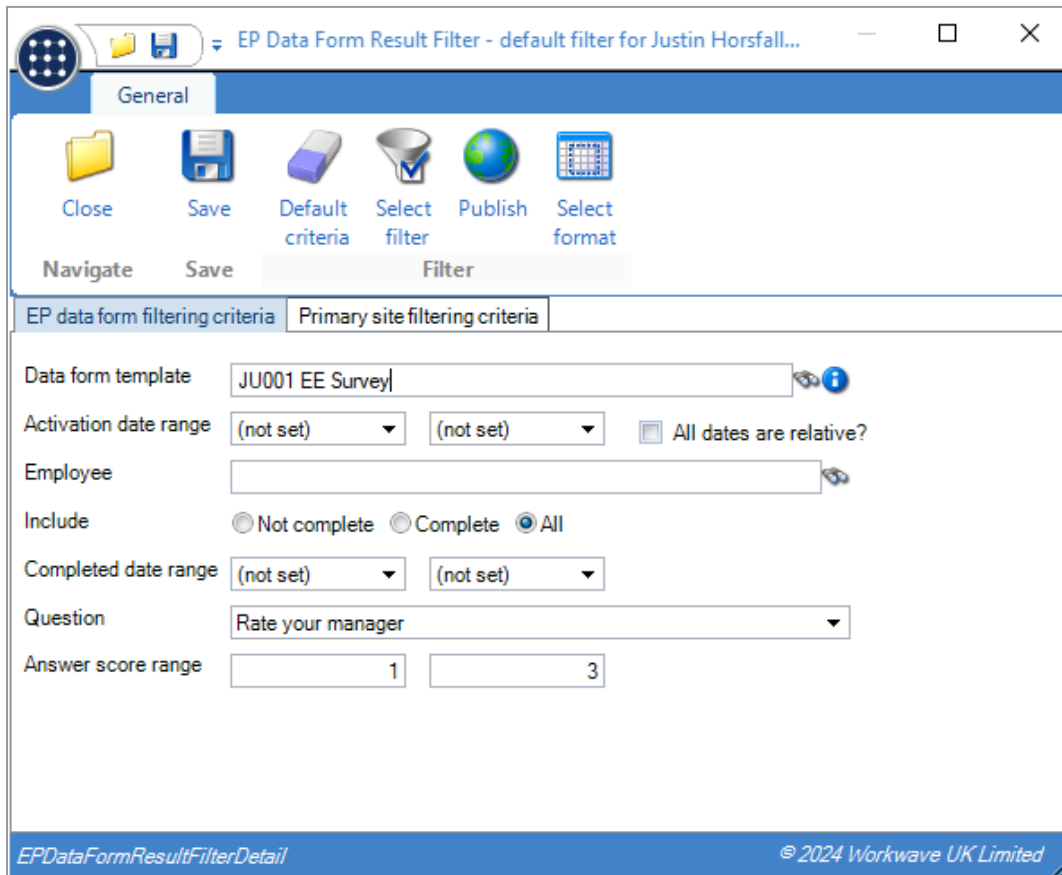 EP Data Form Result Filter - default filter for Justin Horsfall...
General
Close Save Default criteria Select filter Publish Select format
Navigate Save Filter
EP data form filtering criteria Primary site filtering criteria
Data form template JU001 EE Survey
Activation date range (not set) (not set) All dates are relative?
Employee
Include Not complete Complete All
Completed date range (not set) (not set)
Question Rate your manager
Answer score range 1 3
EPDataFormResultFilterDetail © 2024 Workwave UK Limited